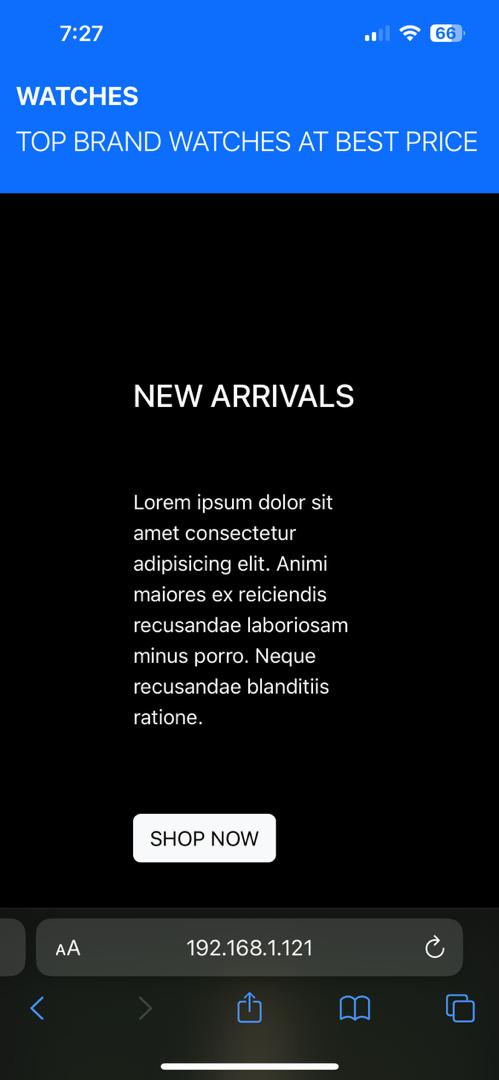 7:27
66
WATCHES
TOP BRAND WATCHES AT BEST PRICE
NEW ARRIVALS
Lorem ipsum dolor sit
amet consectetur
adipisicing elit. Animi
maiores ex reiciendis
recusandae laboriosam
minus porro. Neque
recusandae blanditiis
ratione.
SHOP NOW
AA
192.168.1.121